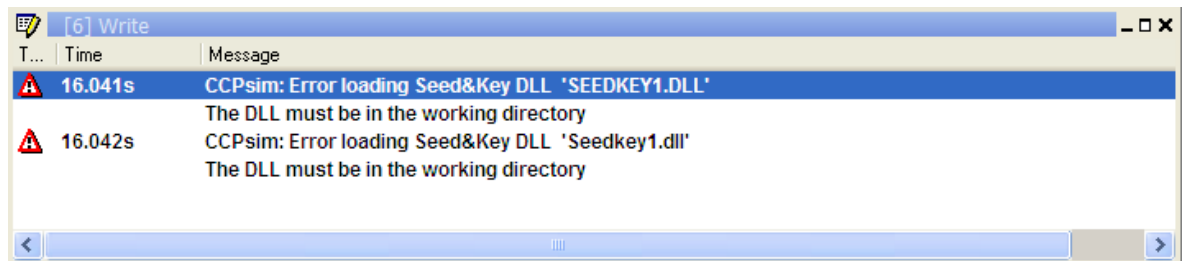 [6] Write
T... Time Message
16.041s CCPsim: Error loading Seed&Key DLL 'SEEDKEY1.DLL'
The DLL must be in the working directory
16.042s CCPsim: Error loading Seed&Key DLL 'Seedkey1.dll'
The DLL must be in the working directory